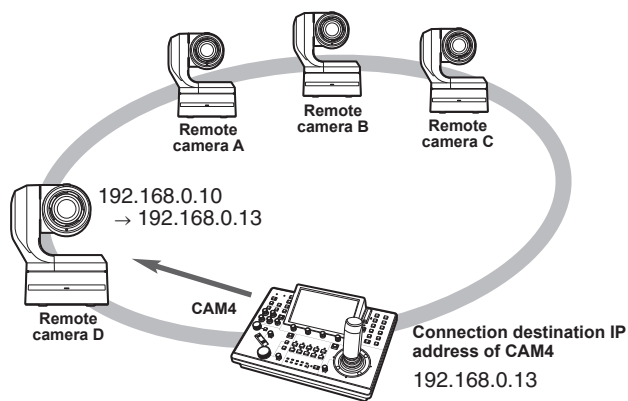 Remote
camera A
Remote
camera B
Remote
camera C
192.168.0.10
→ 192.168.0.13
Remote
camera D
CAM4
Connection destination IP
address of CAM4
192.168.0.13